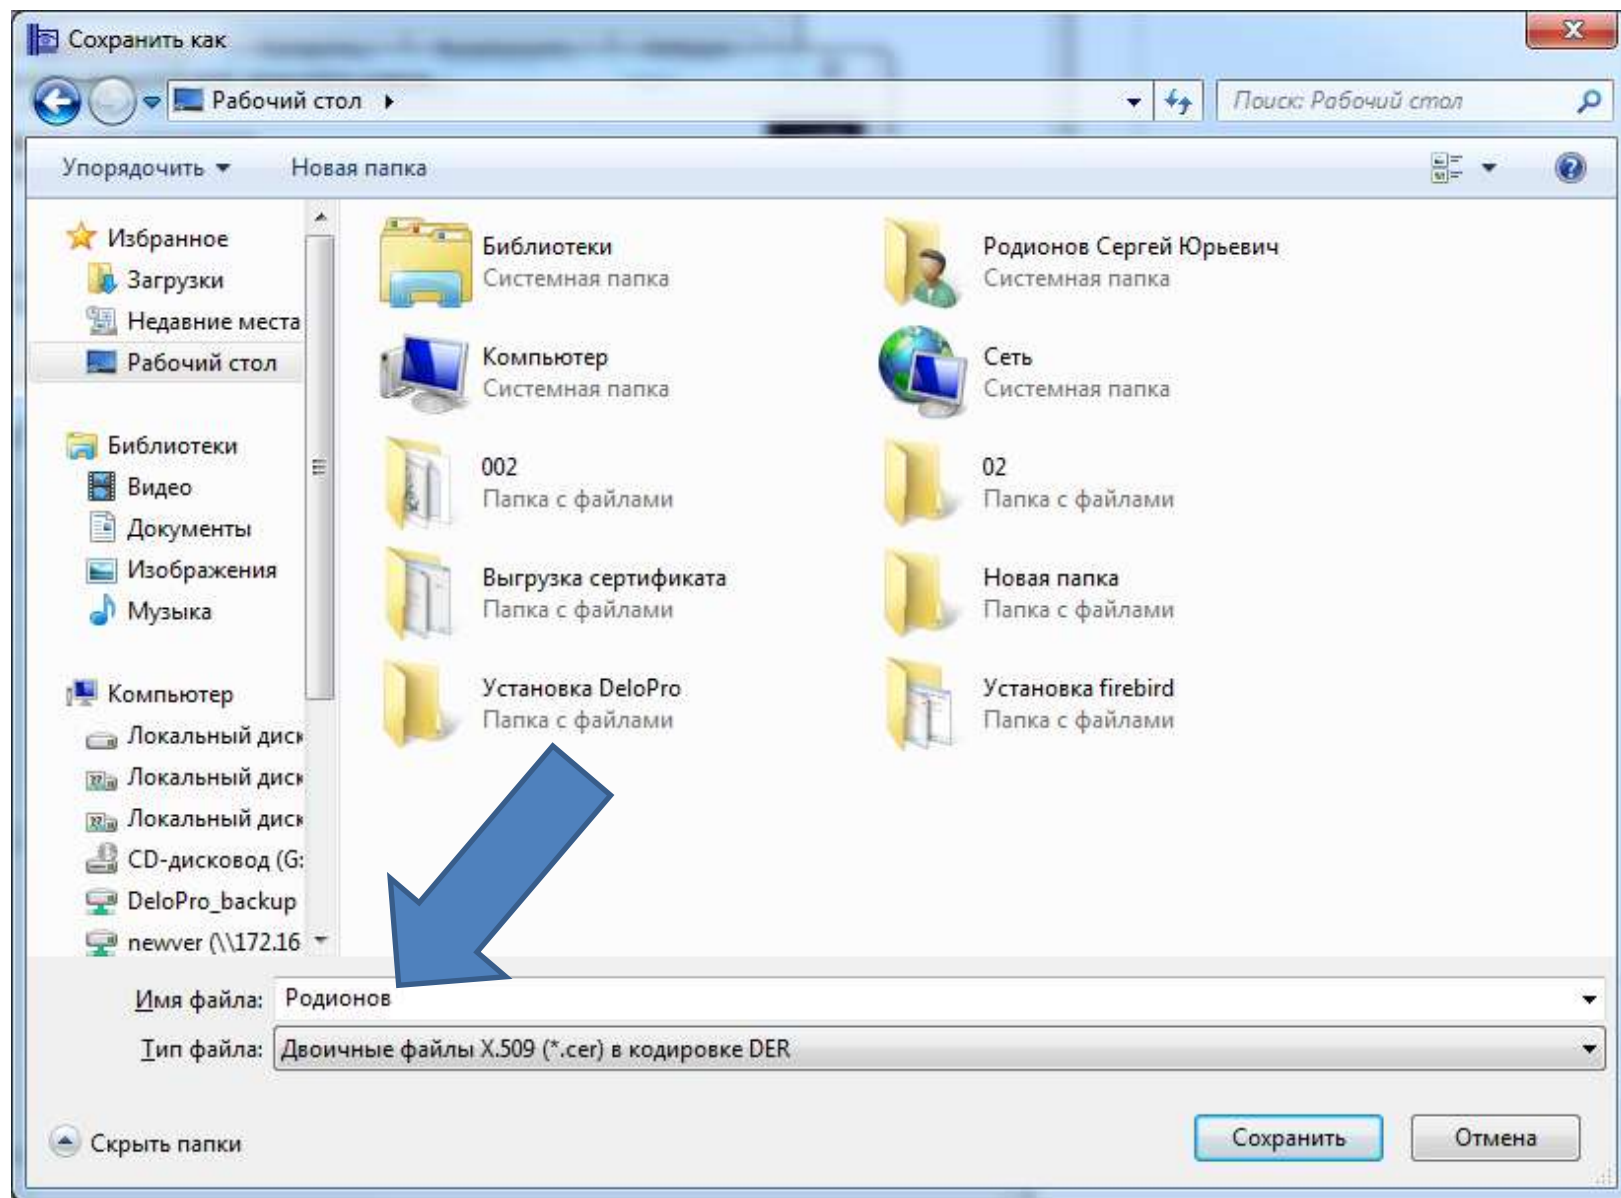 Сохранить как
Рабочий стол
Поиск: Рабочий стол
Упорядочить
Новая папка
Избранное
Загрузки
Недавние места
Рабочий стол
Библиотеки
Видео
Документы
Изображения
Музыка
Компьютер
Локальный диск
Локальный диск
Локальный диск
CD-дисковод (G:
DeloPro_backup
newver (\\172.16
Библиотеки
Системная папка
Родионов Сергей Юрьевич
Системная папка
Компьютер
Системная папка
Сеть
Системная папка
002
Папка с файлами
02
Папка с файлами
Выгрузка сертификата
Папка с файлами
Новая папка
Папка с файлами
Установка DeloPro
Папка с файлами
Установка firebird
Папка с файлами
Имя файла: Родионов
Тип файла: Двоичные файлы X.509 (*.cer) в кодировке DER
Скрыть папки
Сохранить
Отмена